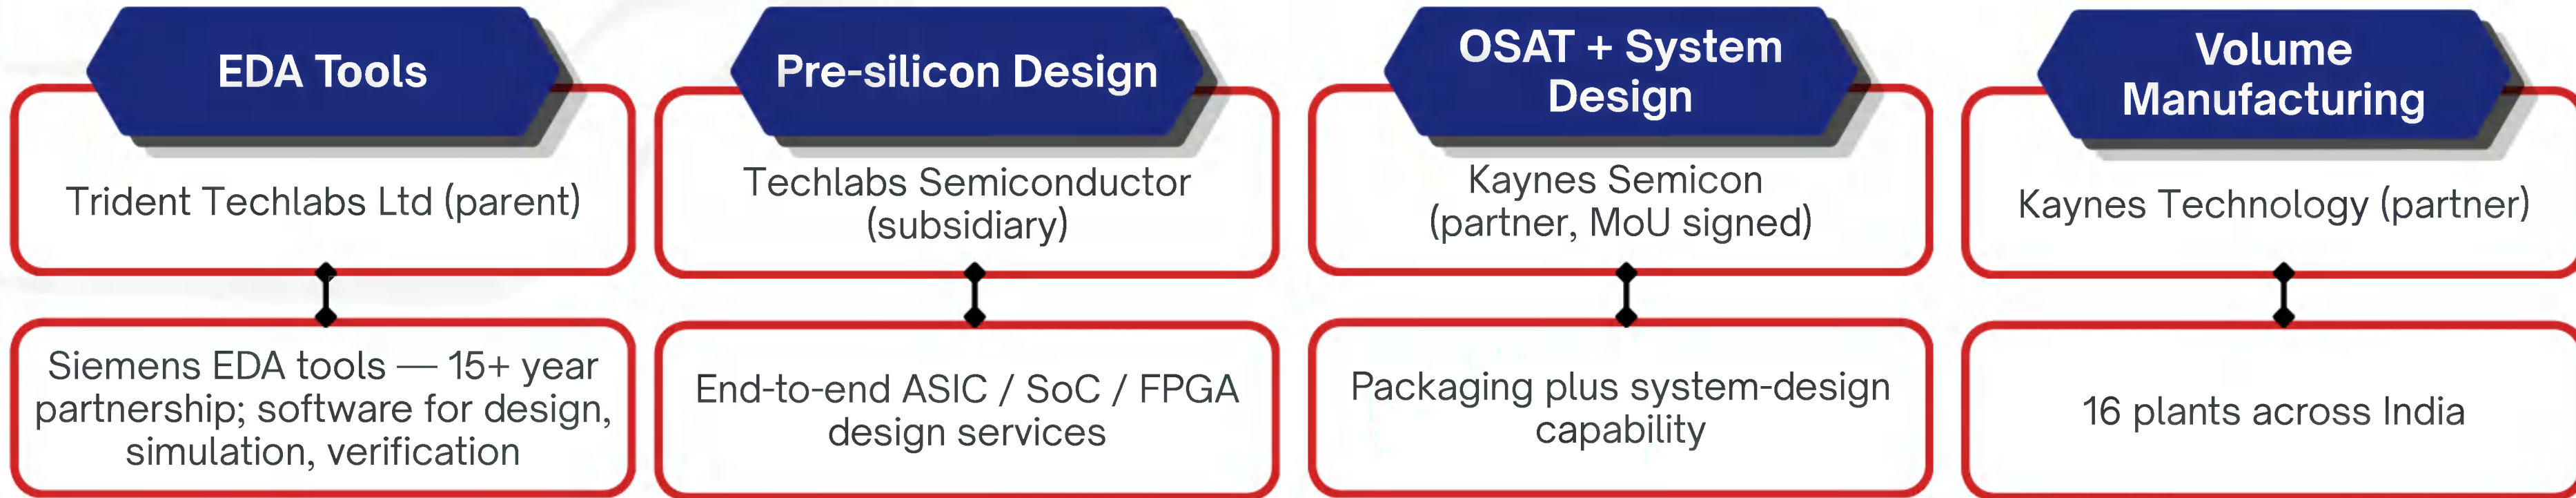 EDA Tools
Trident Techlabs Ltd (parent)
Siemens EDA tools — 15+ year
partnership; software for design,
simulation, verification
Pre-silicon Design
Techlabs Semiconductor
(subsidiary)
End-to-end ASIC / SoC / FPGA
design services
OSAT + System
Design
Kaynes Semicon
(partner, MoU signed)
Packaging plus system-design
capability
Volume
Manufacturing
Kaynes Technology (partner)
16 plants across India